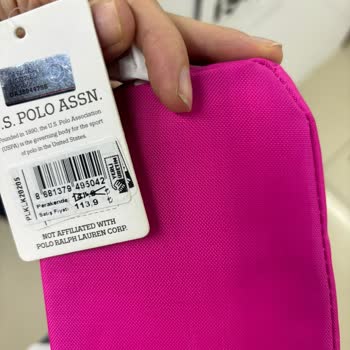 .S. POLO ASSN.
Founded in 1890, the U.S. Polo Association
(USPA) is the governing body for the sport
of polo in the United States.
PLKLK20205
8 681379 495042
Perakende
Satış Fiyatı: 113.9
NOT AFFILIATED WITH
POLO RALPH LAUREN CORP.